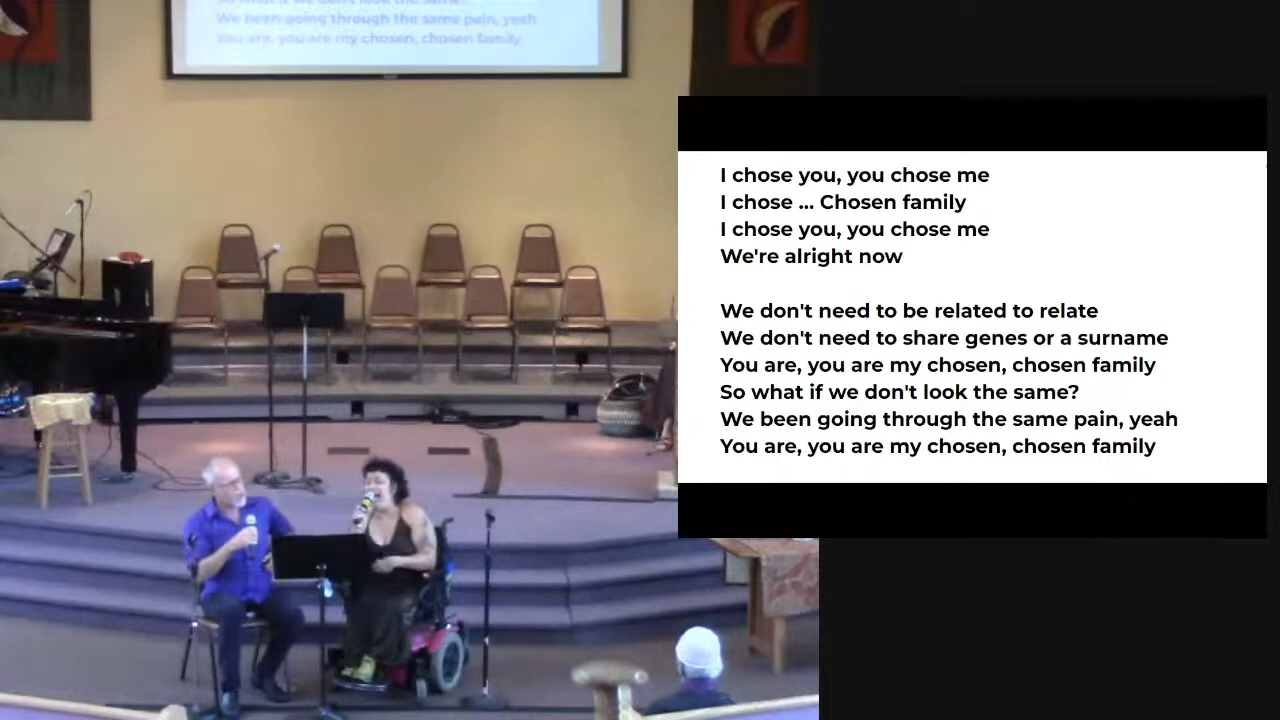 We been going through the same pain, yeah
You are, you are my chosen, chosen family
I chose you, you chose me
I chose ... Chosen family
I chose you, you chose me
We're alright now
We don't need to be related to relate
We don't need to share genes or a surname
You are, you are my chosen, chosen family
So what if we don't look the same?
We been going through the same pain, yeah
You are, you are my chosen, chosen family